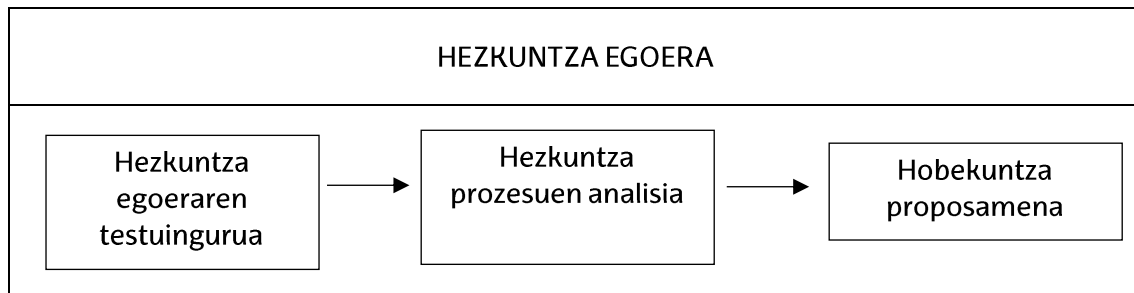 HEZKUNTZA EGOERA
Hezkuntza
egoeraren
testuingurua
Hezkuntza
prozesuen analisia
Hobekuntza
proposamena